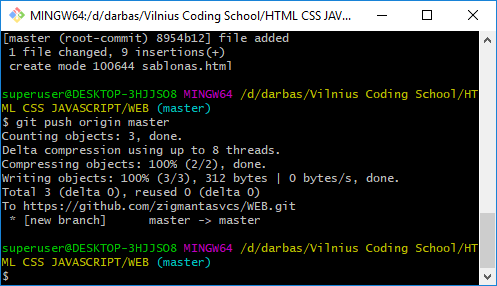 MINGW64:/d/darbas/Vilnius Coding School/HTML CSS JAV...
[master (root-commit) 8954b12] file added
1 file changed, 9 insertions(+)
create mode 100644 sablonas.html
superuser@DESKTOP-3HJJSO8 MINGW64 /d/darbas/Vilnius Coding School/HT
ML CSS JAVASCRIPT/WEB (master)
$ git push origin master
Counting objects: 3, done.
Delta compression using up to 8 threads.
Compressing objects: 100% (2/2), done.
Writing objects: 100% (3/3), 312 bytes | 0 bytes/s, done.
Total 3 (delta 0), reused 0 (delta 0)
To https://github.com/zigmantasvcs/WEB.git
* [new branch]      master -> master
superuser@DESKTOP-3HJJSO8 MINGW64 /d/darbas/Vilnius Coding School/HT
ML CSS JAVASCRIPT/WEB (master)
$